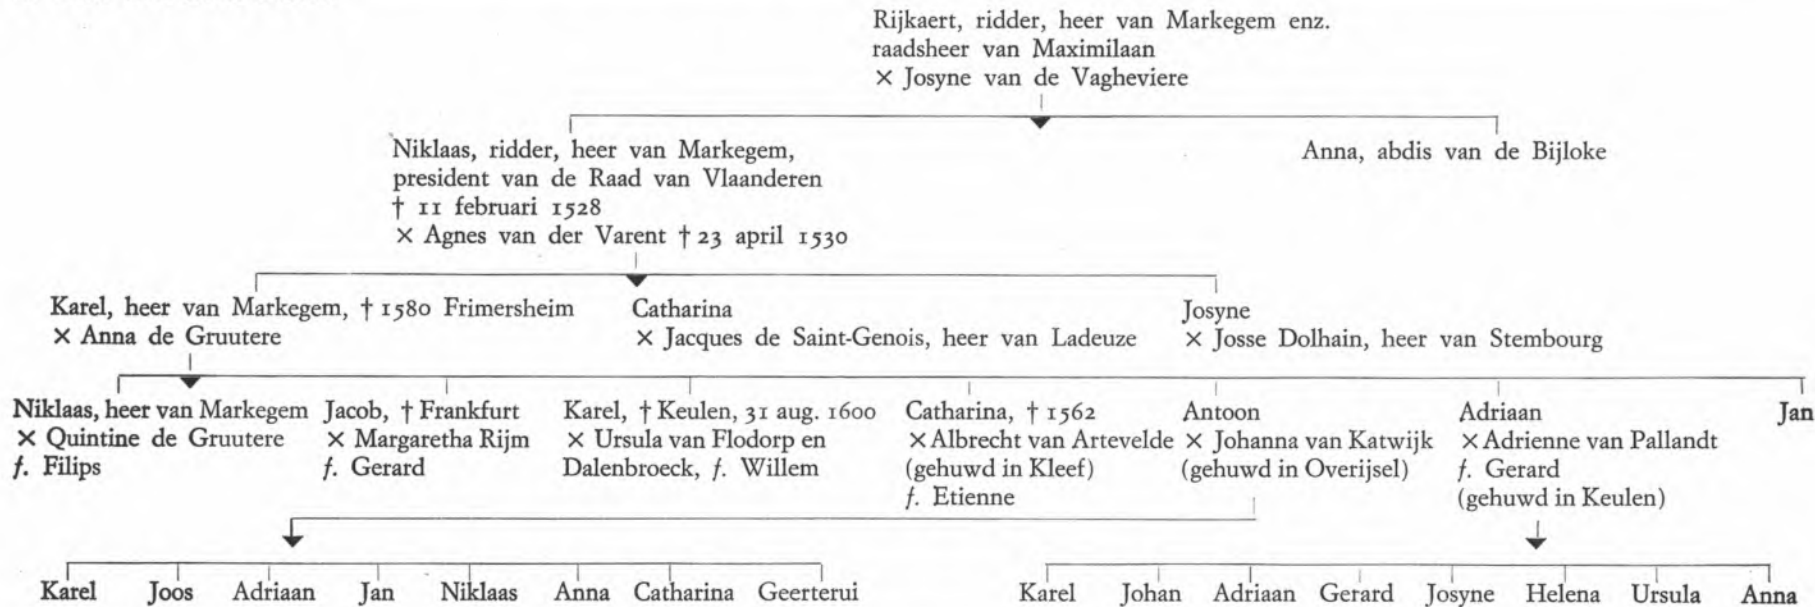 Rijkaert, ridder, heer van Markegem enz.
raadsheer van Maximilaan
× Josyne van de Vagheviere
Niklaas, ridder, heer van Markegem,
president van de Raad van Vlaanderen
† 11 februari 1528
× Agnes van der Varent † 23 april 1530
Anna, abdis van de Bijloke
Karel, heer van Markegem, † 1580 Frimersheim
× Anna de Gruutere
Catharina
× Jacques de Saint-Genois, heer van Ladeuze
Josyne
× Josse Dolhain, heer van Stembourg
Niklaas, heer van Markegem
× Quintine de Gruutere
f. Filips
Jacob, † Frankfurt
× Margaretha Rijm
f. Gerard
Karel, † Keulen, 31 aug. 1600
× Ursula van Flodorp en
Dalenbroeck, f. Willem
Catharina, † 1562
× Albrecht van Artevelde
(gehuwd in Kleef)
f. Etienne
Antoon
× Johanna van Katwijk
(gehuwd in Overijsel)
Adriaan
× Adrienne van Pallandt
f. Gerard
(gehuwd in Keulen)
Jan
Karel Joos Adriaan Jan Niklaas Anna Catharina Geerterui
Karel Johan Adriaan Gerard Josyne Helena Ursula Anna